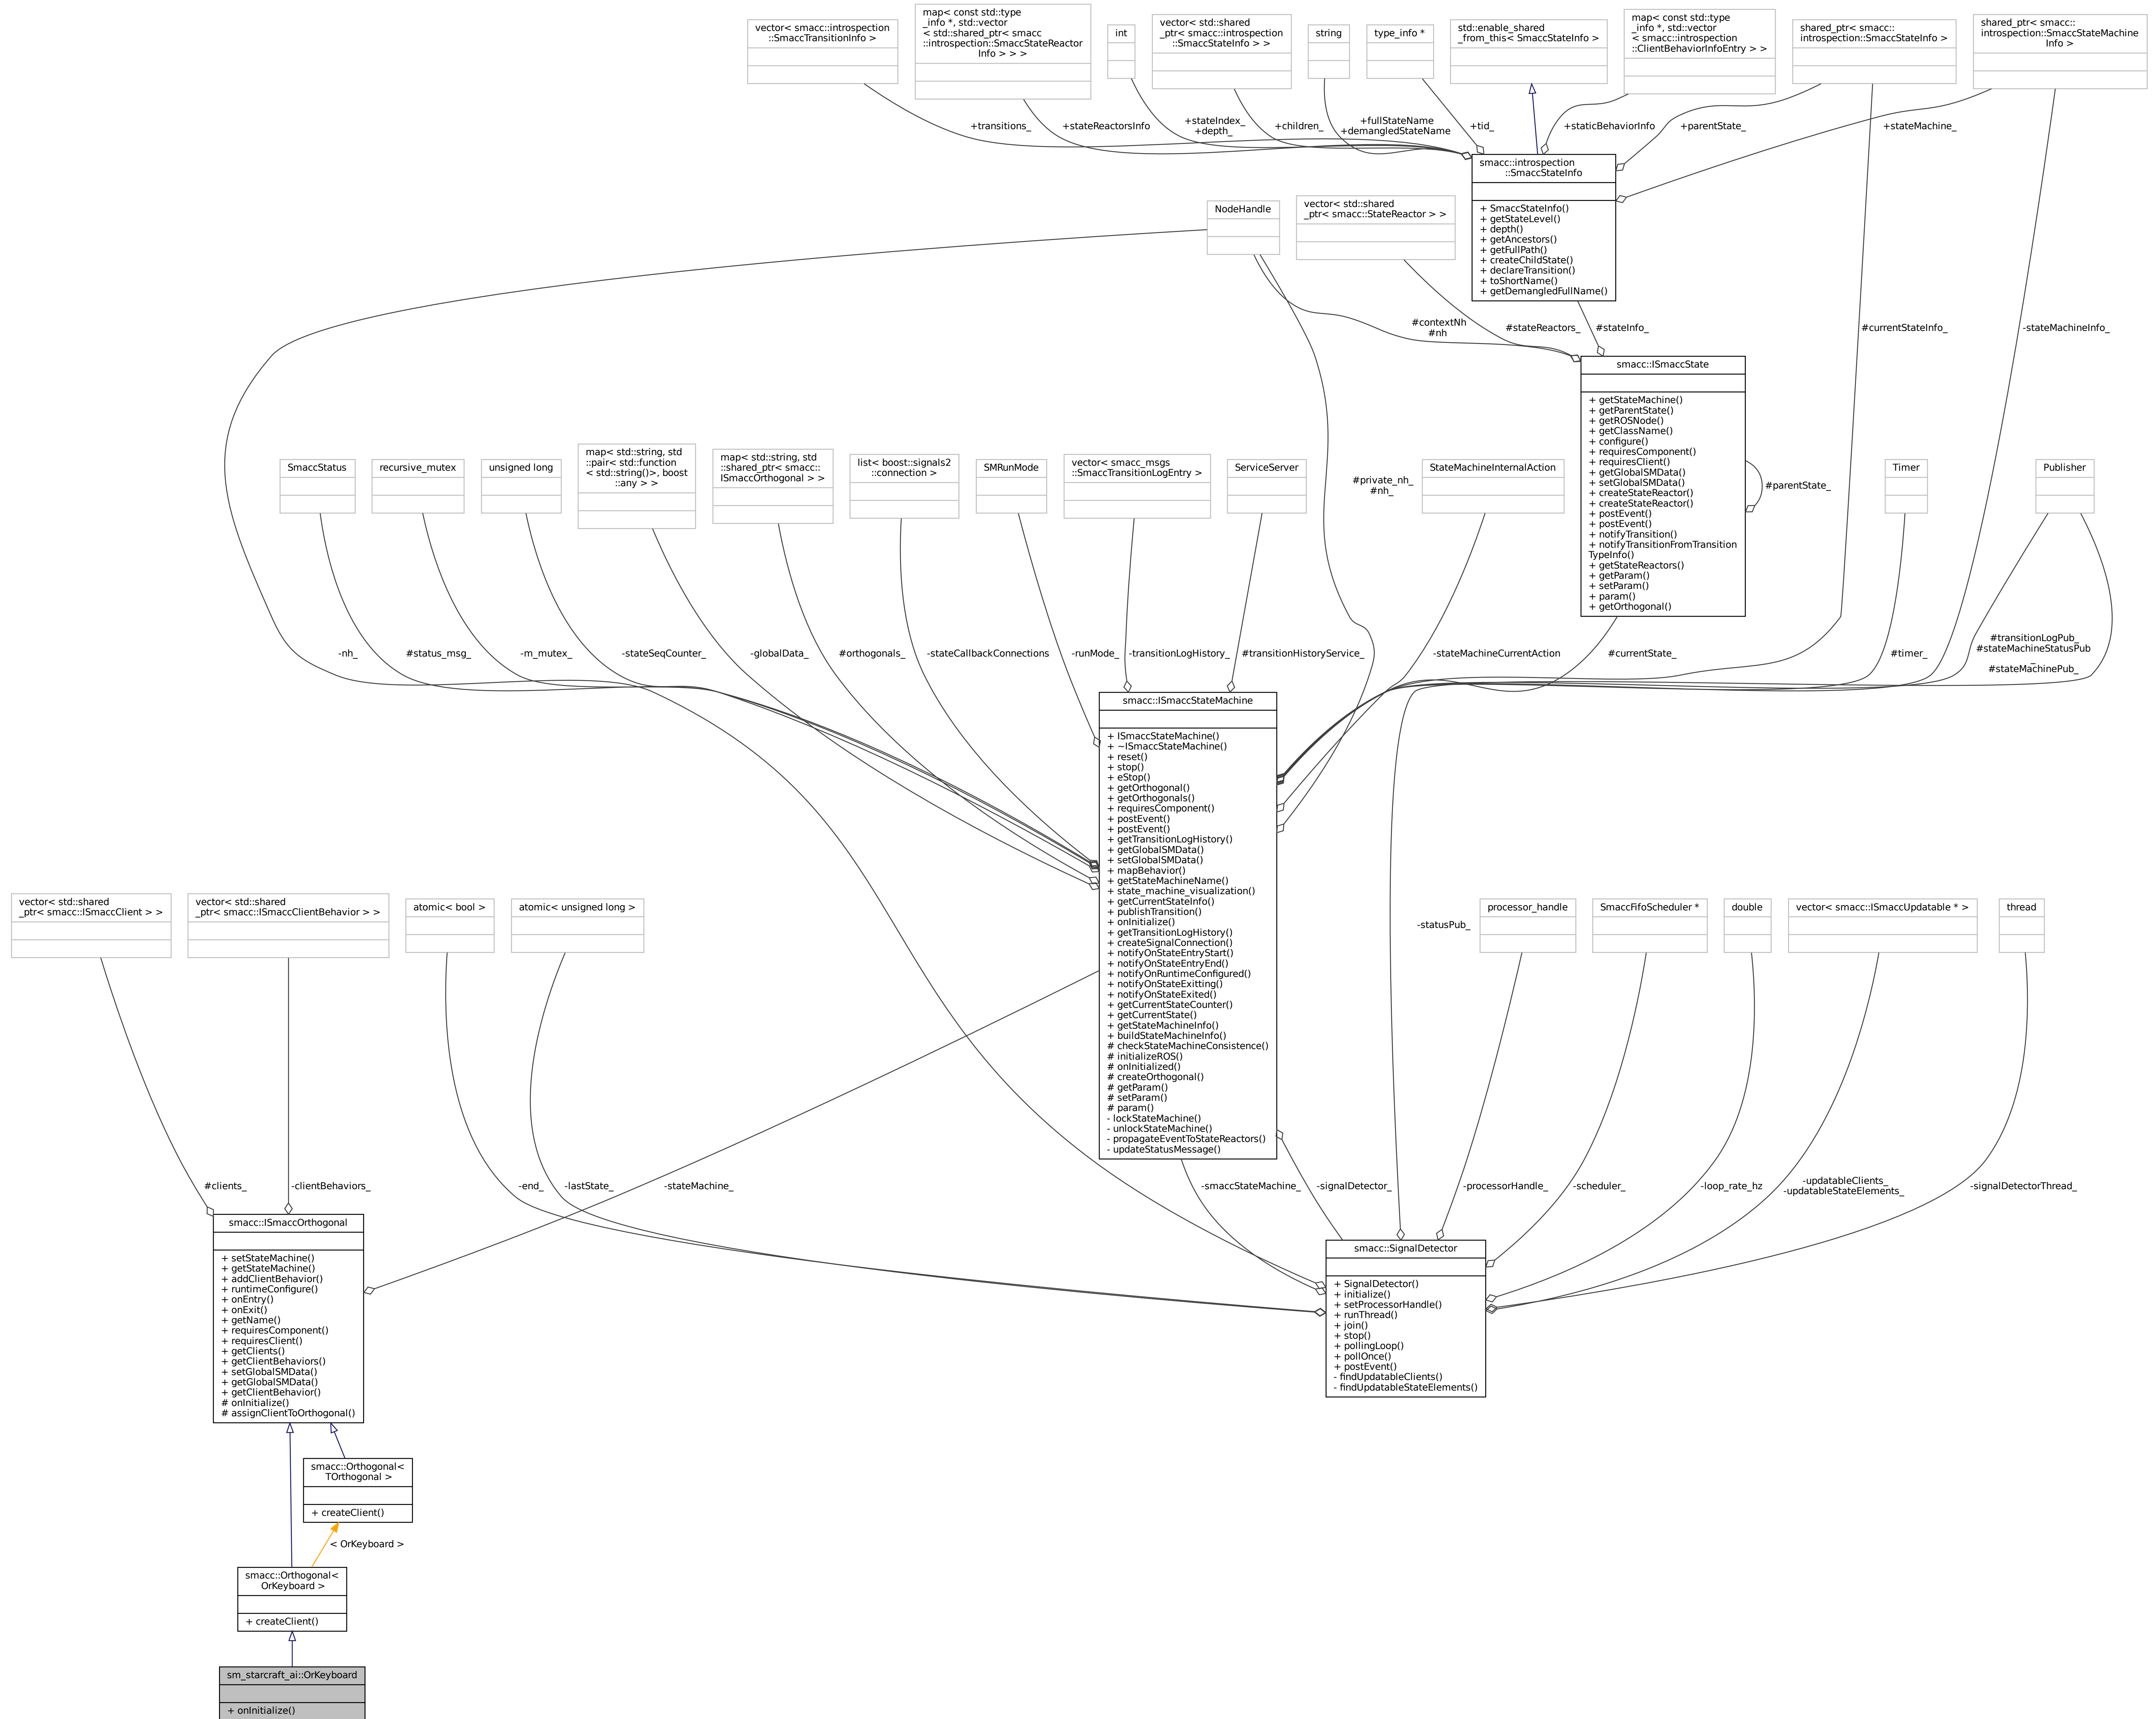 vector< smacc::introspection
::SmaccTransitionInfo >
map< const std::type
_info *, std::vector
< std::shared_ptr< smacc
::introspection::SmaccStateReactor
Info > > >
int
vector< std::shared
_ptr< smacc::introspection
::SmaccStateInfo > >
string
type_info *
std::enable_shared
_from_this< SmaccStateInfo >
map< const std::type
_info *, std::vector
< smacc::introspection
::ClientBehaviorInfoEntry > >
shared_ptr< smacc::
introspection::SmaccStateInfo >
shared_ptr< smacc::
introspection::SmaccStateMachine
Info >
+transitions_
+stateReactorsInfo
+stateIndex_
+depth_
+children_
+fullStateName
+demangledStateName
+tid_
+staticBehaviorInfo
+parentState_
+stateMachine_
smacc::introspection
::SmaccStateInfo
+ SmaccStateInfo()
+ getStateLevel()
+ depth()
+ getAncestors()
+ getFullPath()
+ createChildState()
+ declareTransition()
+ toShortName()
+ getDemangledFullName()
NodeHandle
vector< std::shared
_ptr< smacc::StateReactor > >
#contextNh
#nh
#stateReactors_
#stateInfo_
#currentStateInfo_
-stateMachineInfo_
smacc::ISmaccState
+ getStateMachine()
+ getParentState()
+ getROSNode()
+ getClassName()
+ configure()
+ requiresComponent()
+ requiresClient()
+ getGlobalSMData()
+ setGlobalSMData()
+ createStateReactor()
+ createStateReactor()
+ postEvent()
+ postEvent()
+ notifyTransition()
+ notifyTransitionFromTransition
TypeInfo()
+ getStateReactors()
+ getParam()
+ setParam()
+ param()
+ getOrthogonal()
#parentState_
SmaccStatus
recursive_mutex
unsigned long
map< std::string, std
::pair< std::function
< std::string()>, boost
::any > >
map< std::string, std
::shared_ptr< smacc::
ISmaccOrthogonal > >
list< boost::signals2
::connection >
SMRunMode
vector< smacc_msgs
::SmaccTransitionLogEntry >
ServiceServer
#private_nh_
#nh_
StateMachineInternalAction
Timer
Publisher
-nh_
#status_msg_
-m_mutex_
-stateSeqCounter_
-globalData_
#orthogonals_
-stateCallbackConnections
-runMode_
-transitionLogHistory_
#transitionHistoryService_
-stateMachineCurrentAction
#currentState_
#timer_
#transitionLogPub_
#stateMachineStatusPub
_
#stateMachinePub_
smacc::ISmaccStateMachine
+ ISmaccStateMachine()
+ ~ISmaccStateMachine()
+ reset()
+ stop()
+ eStop()
+ getOrthogonal()
+ getOrthogonals()
+ requiresComponent()
+ postEvent()
+ postEvent()
+ getTransitionLogHistory()
+ getGlobalSMData()
+ setGlobalSMData()
+ mapBehavior()
+ getStateMachineName()
+ state_machine_visualization()
+ getCurrentStateInfo()
+ publishTransition()
+ onInitialize()
+ getTransitionLogHistory()
+ createSignalConnection()
+ notifyOnStateEntryStart()
+ notifyOnStateEntryEnd()
+ notifyOnRuntimeConfigured()
+ notifyOnStateExitting()
+ notifyOnStateExited()
+ getCurrentStateCounter()
+ getCurrentState()
+ getStateMachineInfo()
+ buildStateMachineInfo()
# checkStateMachineConsistence()
# initializeROS()
# onInitialized()
# createOrthogonal()
# getParam()
# setParam()
# param()
- lockStateMachine()
- unlockStateMachine()
- propagateEventToStateReactors()
- updateStatusMessage()
vector< std::shared
_ptr< smacc::ISmaccClient > >
vector< std::shared
_ptr< smacc::ISmaccClientBehavior > >
atomic< bool >
atomic< unsigned long >
-statusPub_
processor_handle
SmaccFifoScheduler *
double
vector< smacc::ISmaccUpdatable * >
thread
#clients_
-clientBehaviors_
-end_
-lastState_
-stateMachine_
-smaccStateMachine_
-signalDetector_
-processorHandle_
-scheduler_
-loop_rate_hz
-updatableClients_
-updatableStateElements_
-signalDetectorThread_
smacc::ISmaccOrthogonal
+ setStateMachine()
+ getStateMachine()
+ addClientBehavior()
+ runtimeConfigure()
+ onEntry()
+ onExit()
+ getName()
+ requiresComponent()
+ requiresClient()
+ getClients()
+ getClientBehaviors()
+ setGlobalSMData()
+ getGlobalSMData()
+ getClientBehavior()
# onInitialize()
# assignClientToOrthogonal()
smacc::SignalDetector
+ SignalDetector()
+ initialize()
+ setProcessorHandle()
+ runThread()
+ join()
+ stop()
+ pollingLoop()
+ pollOnce()
+ postEvent()
- findUpdatableClients()
- findUpdatableStateElements()
smacc::Orthogonal<
TOrthogonal >
+ createClient()
< OrKeyboard >
smacc::Orthogonal<
OrKeyboard >
+ createClient()
sm_starcraft_ai::OrKeyboard
+ onInitialize()